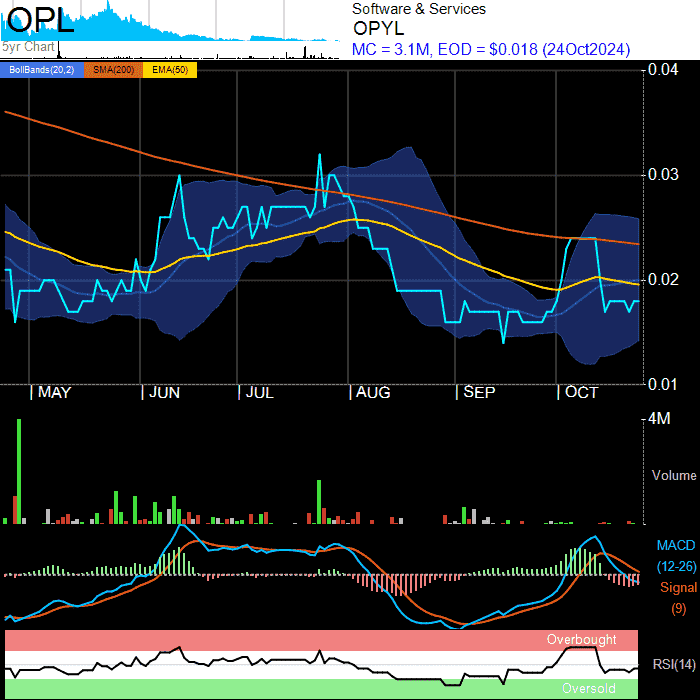 OPL
5yr Chart
Software & Services
OPYL
MC = 3.1M, EOD = $0.018 (24Oct2024)
BollBands(20,2) SMA(200) EMA(50)
0.04
0.03
0.02
0.01
MAY JUN JUL AUG SEP OCT
4M
Volume
MACD
(12-26)
Signal
(9)
Overbought
RSI(14)
Oversold